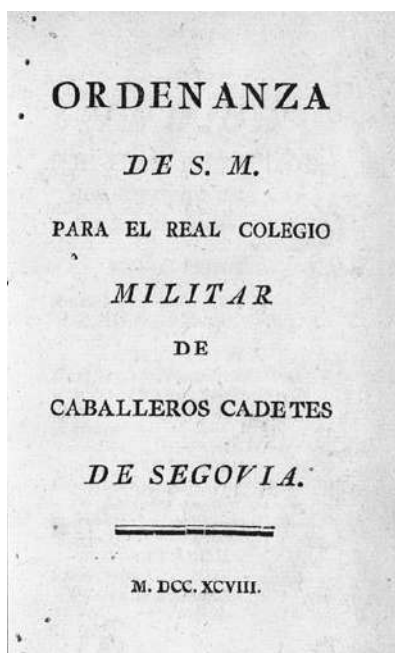 ORDENANZA
DE S. M.
PARA EL REAL COLEGIO
MILITAR
DE
CABALLEROS CADETES
DE SEGOVIA.
M. DCC. XCVIII.